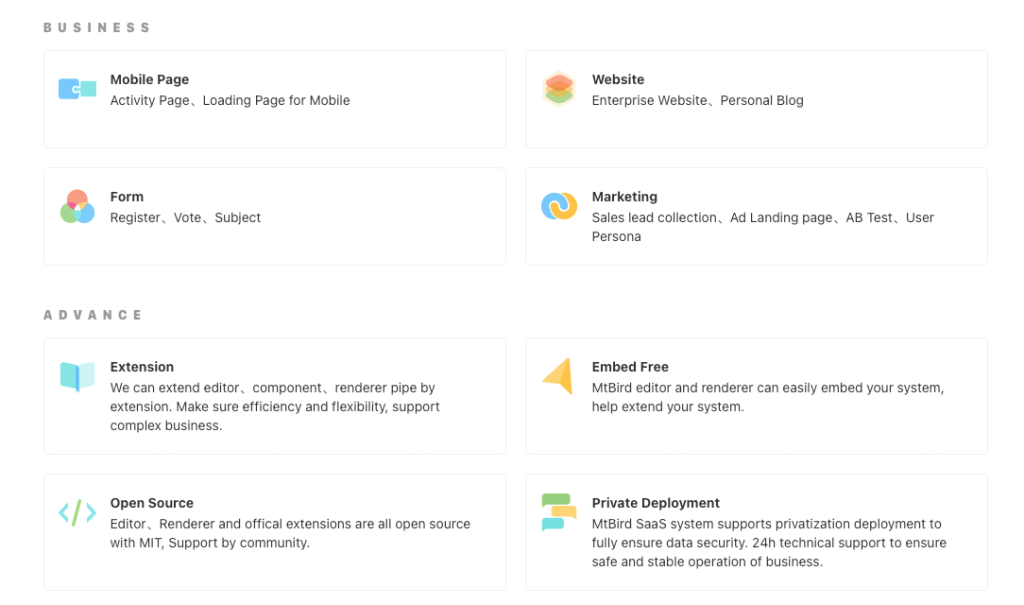 BUSINESS
Mobile Page
Activity Page、Loading Page for Mobile
Website
Enterprise Website、Personal Blog
Form
Register、Vote、Subject
Marketing
Sales lead collection、Ad Landing page、AB Test、User
Persona
ADVANCE
Extension
We can extend editor、component、renderer pipe by
extension. Make sure efficiency and flexibility, support
complex business.
Embed Free
MtBird editor and renderer can easily embed your system,
help extend your system.
Open Source
Editor、Renderer and offical extensions are all open source
with MIT, Support by community.
Private Deployment
MtBird SaaS system supports privatization deployment to
fully ensure data security. 24h technical support to ensure
safe and stable operation of business.